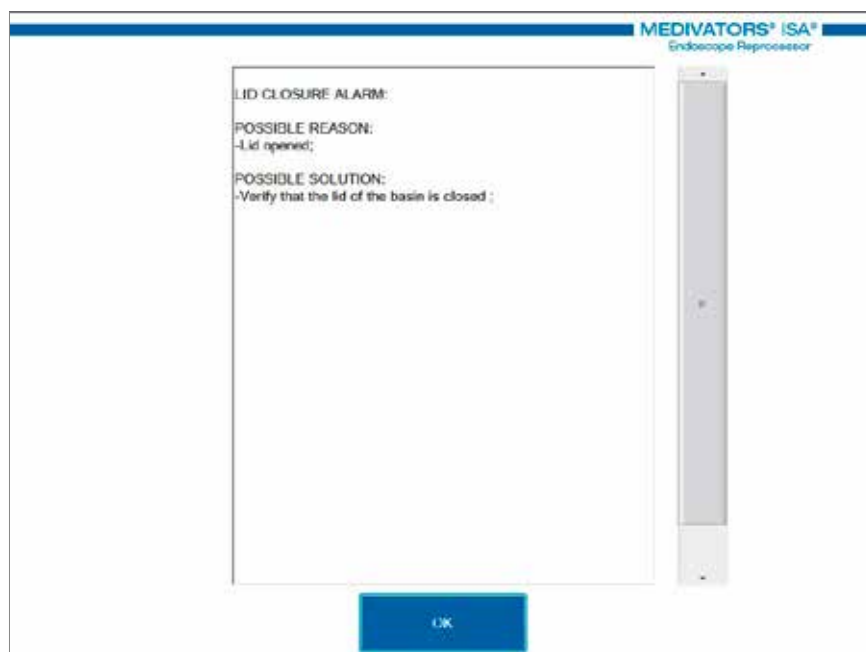 MEDIVATORS® ISA®
Endoscope Reprocessor
LID CLOSURE ALARM:
POSSIBLE REASON:
-Lid opened;
POSSIBLE SOLUTION:
-Verify that the lid of the basin is closed ;
OK